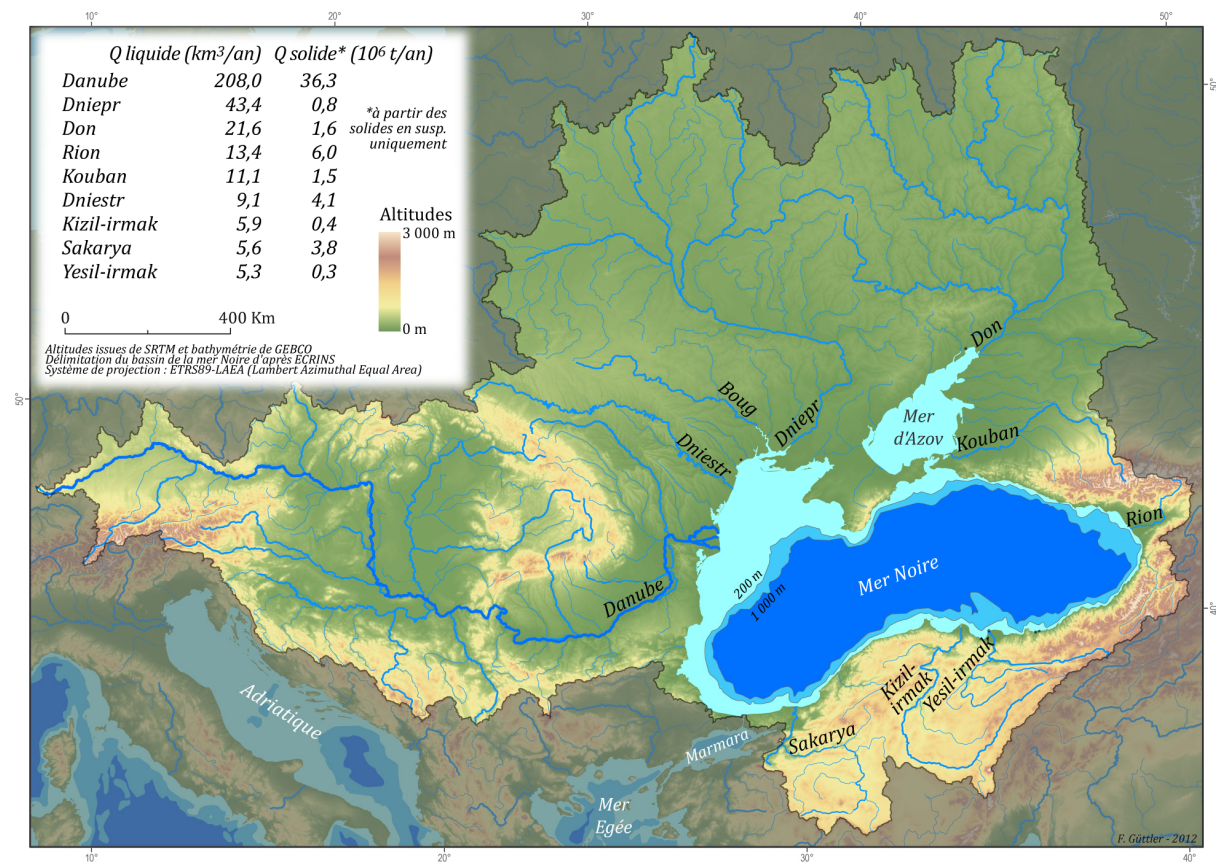 10° 20° 30° 40° 50°
Q liquide (km³/an) Q solide* (10⁶ t/an)
Danube 208,0 36,3
Dniepr 43,4 0,8
Don 21,6 1,6
Rion 13,4 6,0
Kouban 11,1 1,5
Dniestr 9,1 4,1
Kizil-irmak 5,9 0,4
Sakarya 5,6 3,8
Yesil-irmak 5,3 0,3
*à partir des
solides en susp.
uniquement
Altitudes
3 000 m
0 m
0 400 Km
Altitudes issues de SRTM et bathymétrie de GEBCO
Délimitation du bassin de la mer Noire d'après ECRINS
Système de projection : ETRS89-LAEA (Lambert Azimuthal Equal Area)
50°
50°
40°
Don
Boug
Dniepr
Dniestr
Mer
d'Azov
Kouban
Rion
Mer Noire
200 m
1 000 m
Danube
Kizil-
irmak
Yesil-irmak
Sakarya
Adriatique
Marmara
Mer
Egée
F. Güttler - 2012
10° 20° 30° 40°